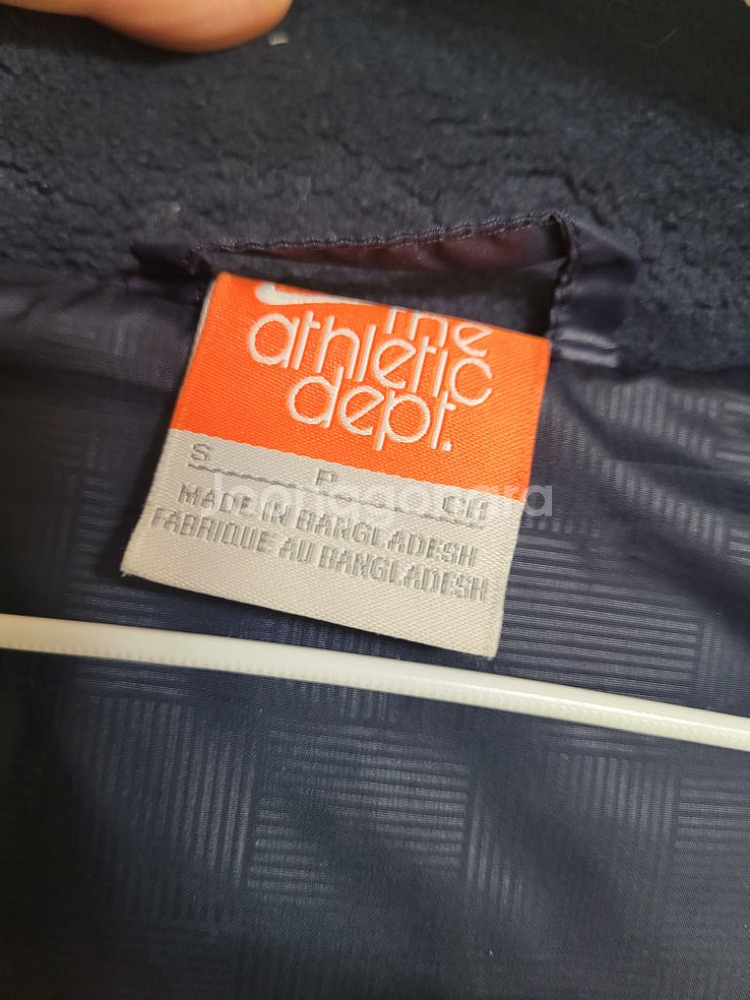 the
athletic
dept.
S P CH
MADE IN BANGLADESH
FABRIQUE AU BANGLADESH